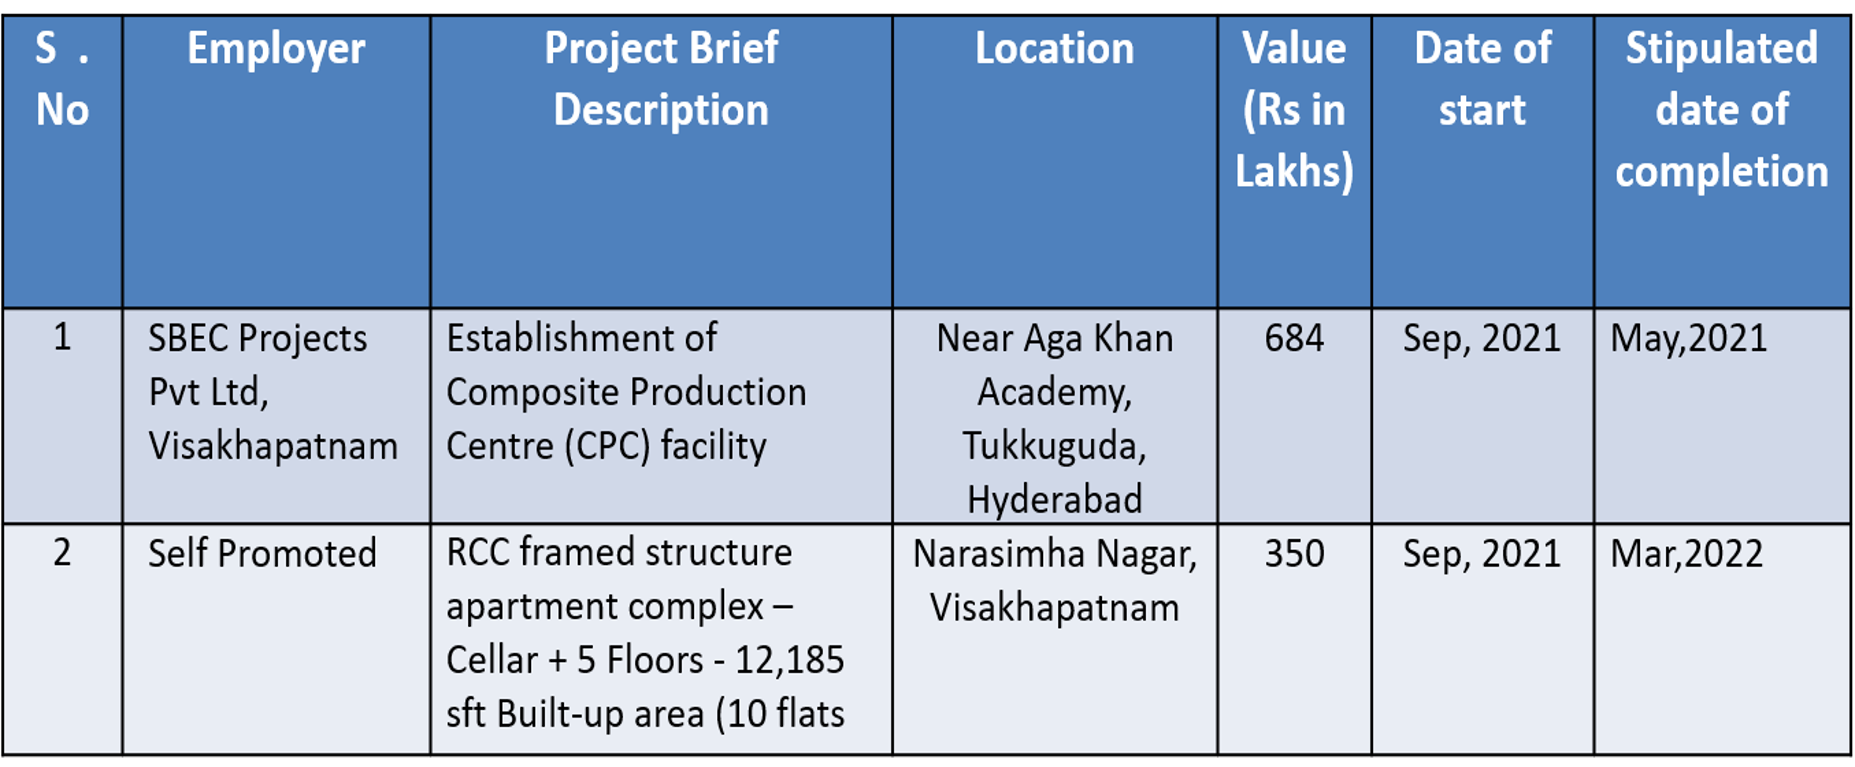 S . No
Employer
Project Brief Description
Location
Value (Rs in Lakhs)
Date of start
Stipulated date of completion
1
SBEC Projects
Pvt Ltd,
Visakhapatnam
Establishment of
Composite Production
Centre (CPC) facility
Near Aga Khan
Academy,
Tukkuguda,
Hyderabad
684
Sep, 2021
May,2021
2
Self Promoted
RCC framed structure
apartment complex –
Cellar + 5 Floors - 12,185
sft Built-up area (10 flats
Narasimha Nagar,
Visakhapatnam
350
Sep, 2021
Mar,2022